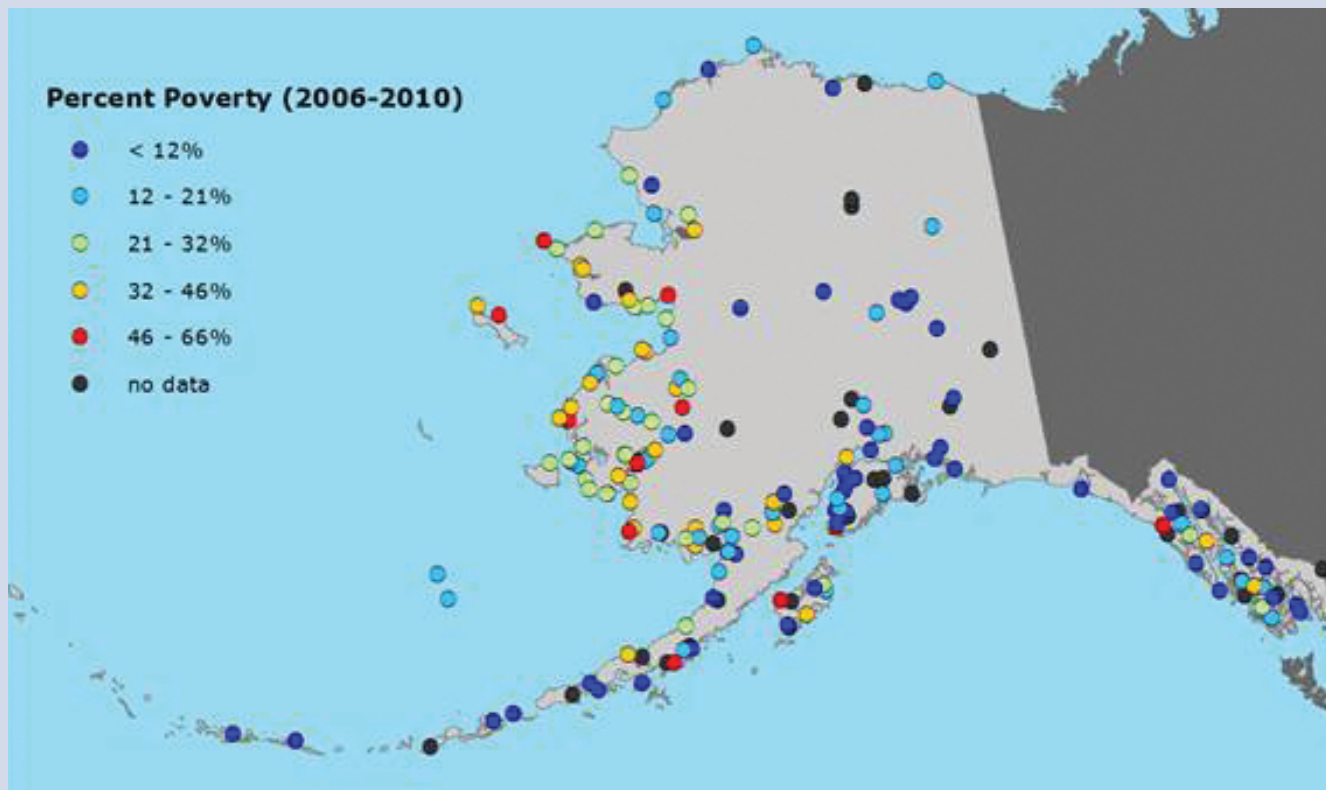 Percent Poverty (2006-2010)
< 12%
12 - 21%
21 - 32%
32 - 46%
46 - 66%
no data